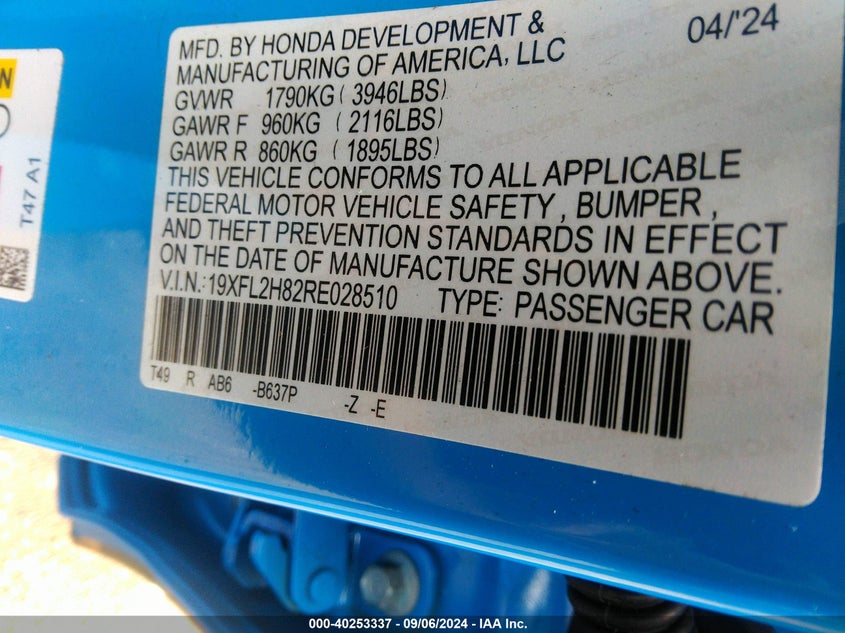 MFD. BY HONDA DEVELOPMENT & 04/'24
MANUFACTURING OF AMERICA, LLC
GVWR 1790KG ( 3946LBS)
GAWR F 960KG ( 2116LBS)
GAWR R 860KG ( 1895LBS)
THIS VEHICLE CONFORMS TO ALL APPLICABLE
FEDERAL MOTOR VEHICLE SAFETY , BUMPER ,
AND THEFT PREVENTION STANDARDS IN EFFECT
ON THE DATE OF MANUFACTURE SHOWN ABOVE.
V.I.N.:19XFL2H82RE028510 TYPE: PASSENGER CAR
T49 R AB6 -B637P -Z -E
T47 A1
000-40253337 - 09/06/2024 - IAA Inc.